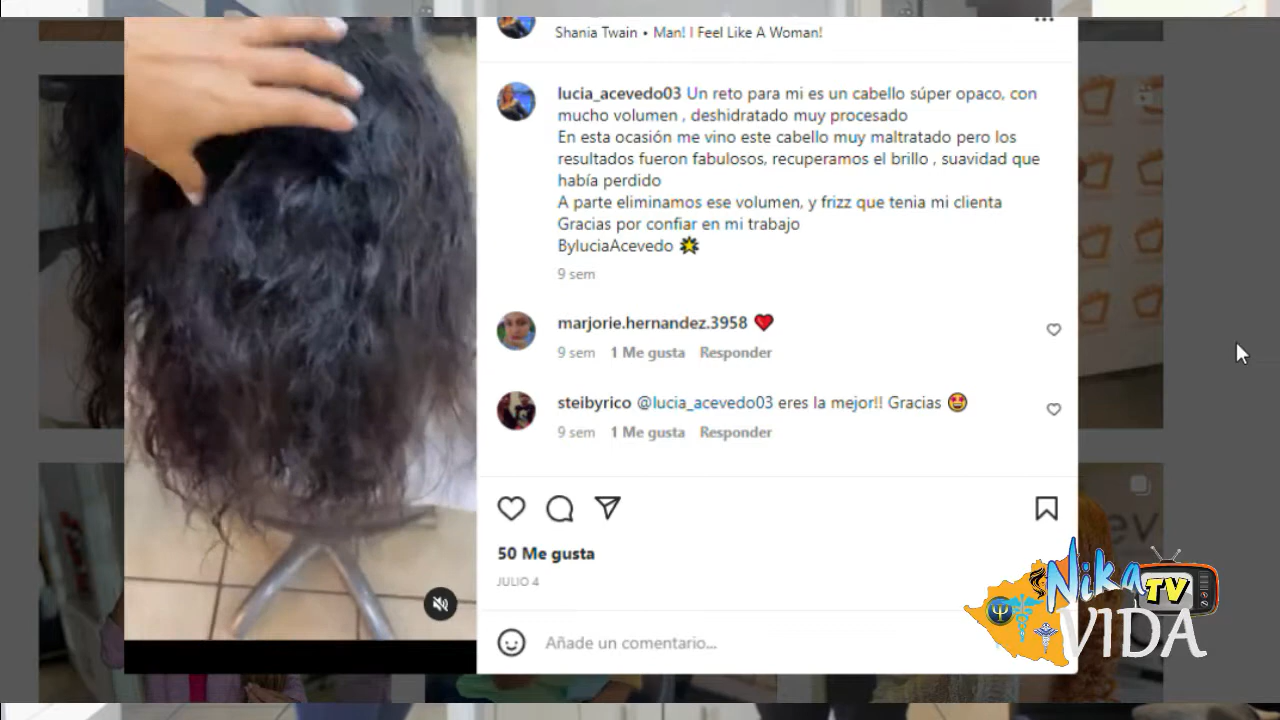 Shania Twain • Man! I Feel Like A Woman!
lucia_acevedo03 Un reto para mi es un cabello súper opaco, con
mucho volumen , deshidratado muy procesado
En esta ocasión me vino este cabello muy maltratado pero los
resultados fueron fabulosos, recuperamos el brillo , suavidad que
había perdido
A parte eliminamos ese volumen, y frizz que tenia mi clienta
Gracias por confiar en mi trabajo
ByluciaAcevedo
9 sem
marjorie.hernandez.3958
9 sem 1 Me gusta Responder
steibyrico @lucia_acevedo03 eres la mejor!! Gracias
9 sem 1 Me gusta Responder
50 Me gusta
JULIO 4
Añade un comentario...
Nika TV
VIDA